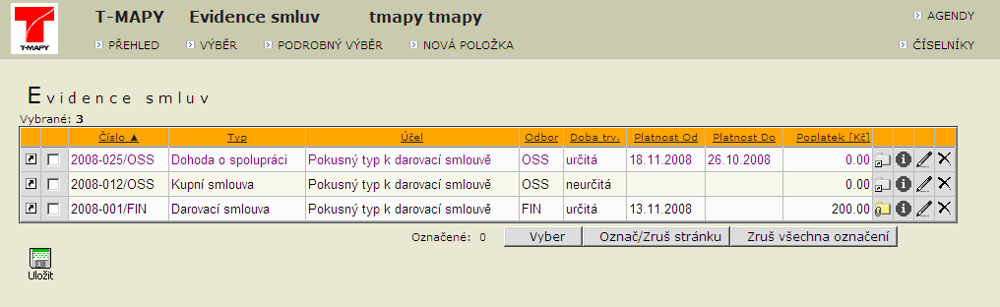 T-MAPY Evidence smluv tmapy tmapy
AGENDY
T-MAPY
PŘEHLED VÝBĚR PODROBNÝ VÝBĚR NOVÁ POLOŽKA ČÍSELNÍKY
Evidence smluv
Vybrané: 3
Číslo ▲ Typ Účel Odbor Doba trv. Platnost Od Platnost Do Poplatek [Kč]
2008-025/OSS Dohoda o spolupráci Pokusný typ k darovací smlouvě OSS určitá 18.11.2008 26.10.2008 0.00
2008-012/OSS Kupní smlouva Pokusný typ k darovací smlouvě OSS neurčitá 0.00
2008-001/FIN Darovací smlouva Pokusný typ k darovací smlouvě FIN určitá 13.11.2008 200.00
Označené: 0 Vyber Označ/Zruš stránku Zruš všechna označení
Uložit